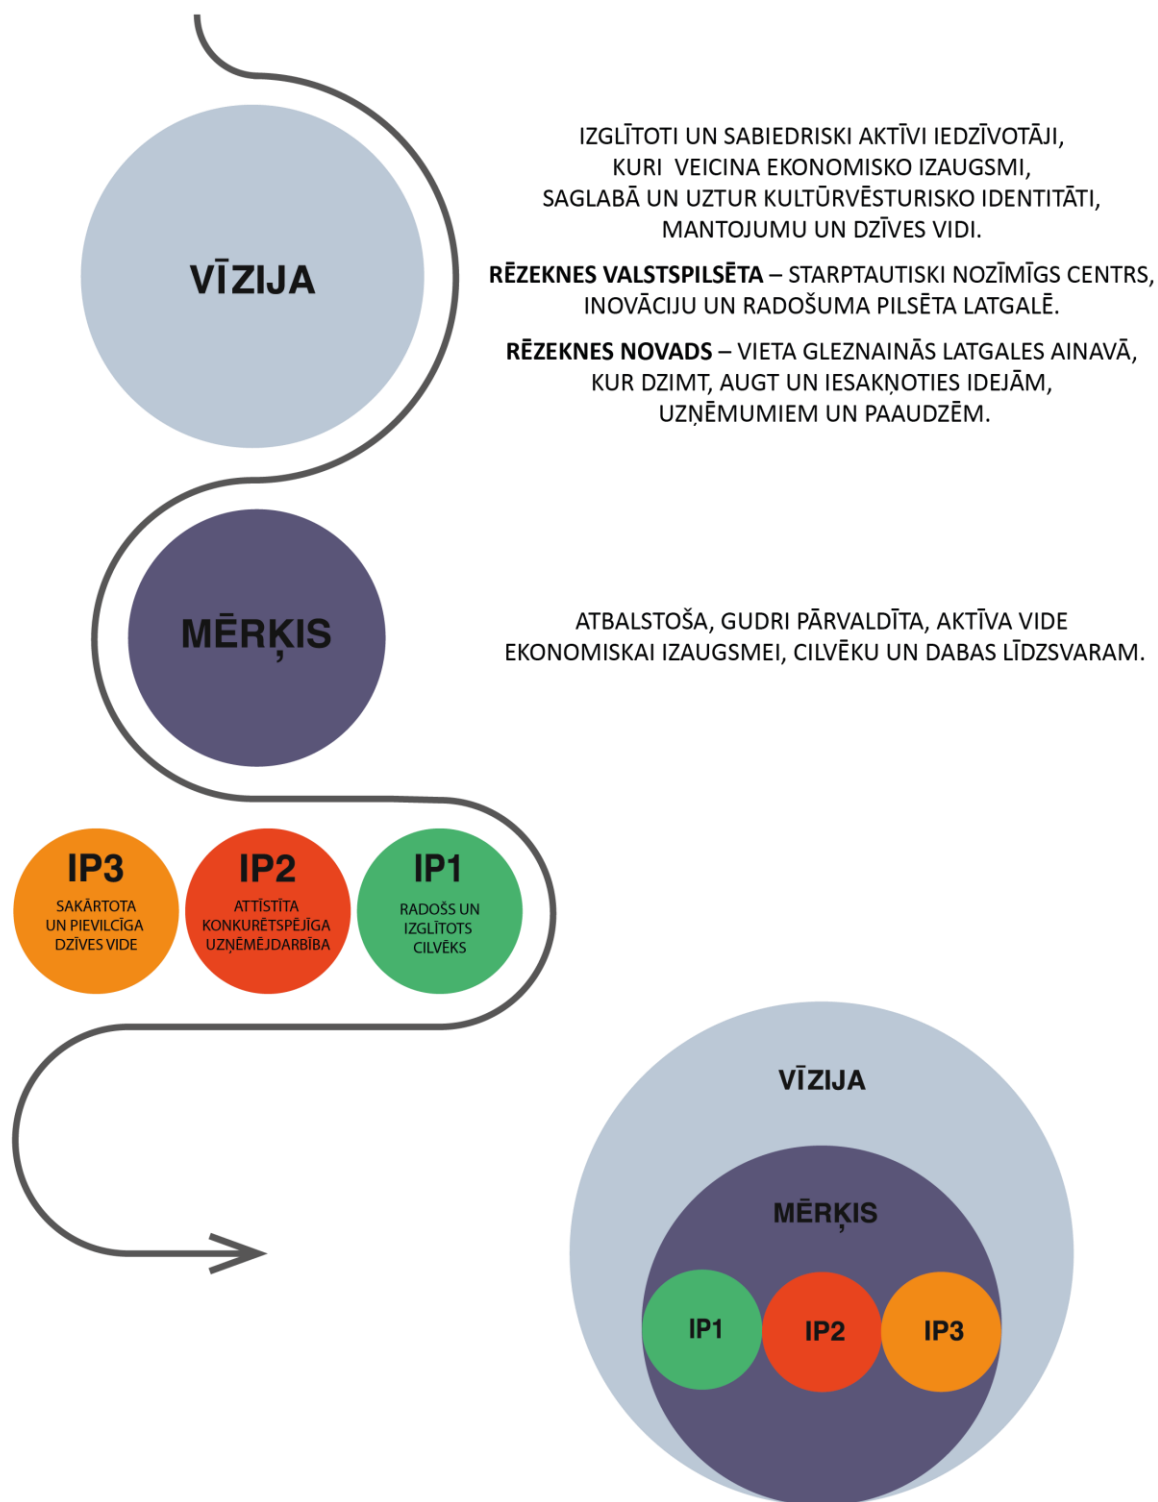 VĪZIJA
IZGLĪTOTI UN SABIEDRISKI AKTĪVI IEDZĪVOTĀJI,
KURI VEICINA EKONOMISKO IZAUGSMI,
SAGLABĀ UN UZTUR KULTŪRVĒSTURISKO IDENTITĀTI,
MANTOJUMU UN DZĪVES VIDI.
RĒZEKNES VALSTSPILSĒTA – STARPTAUTISKI NOZĪMĪGS CENTRS,
INOVĀCIJU UN RADOŠUMA PILSĒTA LATGALĒ.
RĒZEKNES NOVADS – VIETA GLEZNAINĀS LATGALES AINAVĀ,
KUR DZIMT, AUGT UN IESAKŅOTIES IDEJĀM,
UZŅĒMUMIEM UN PAAUDZĒM.
MĒRĶIS
ATBALSTOŠA, GUDRI PĀRVALDĪTA, AKTĪVA VIDE
EKONOMISKAI IZAUGSMEI, CILVĒKU UN DABAS LĪDZSVARAM.
IP3
SAKĀRTOTA
UN PIEVILCĪGA
DZĪVES VIDE
IP2
ATTĪSTĪTA
KONKURĒTSPĒJĪGA
UZŅĒMĒJDARBĪBA
IP1
RADOŠS UN
IZGLĪTOTS
CILVĒKS
VĪZIJA
MĒRĶIS
IP1
IP2
IP3